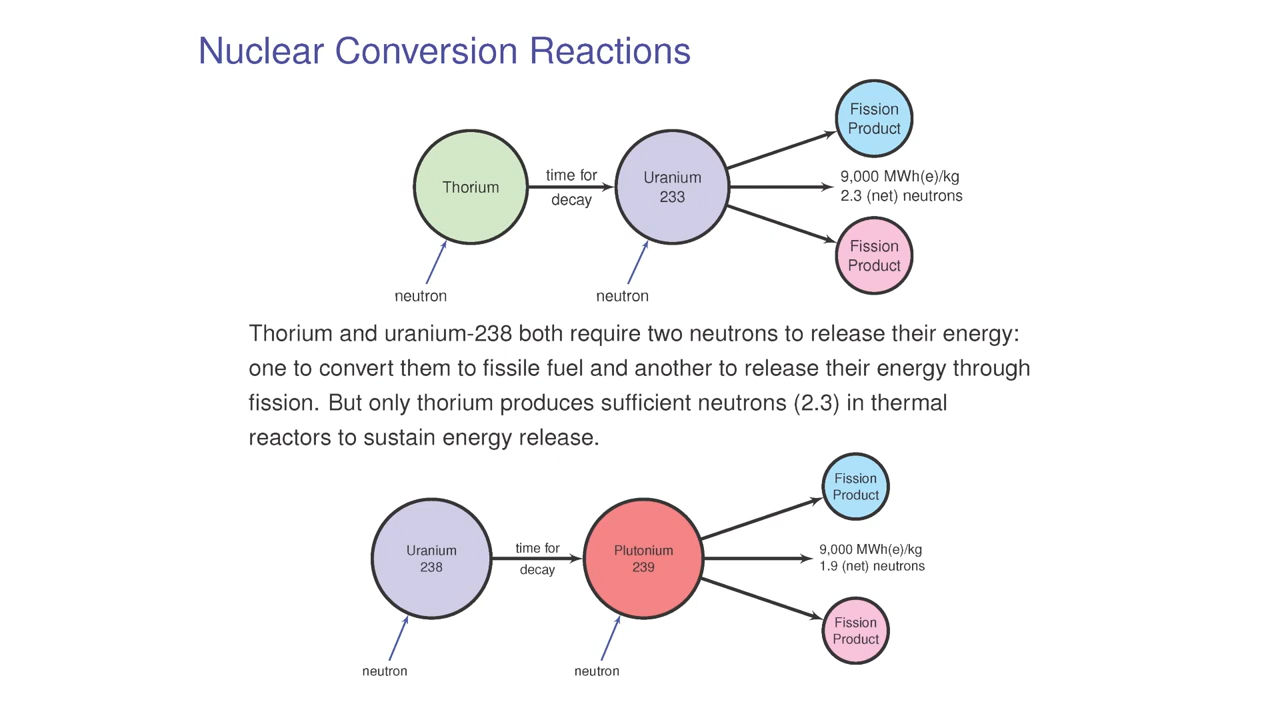 Nuclear Conversion Reactions
Fission
Product
Thorium
time for
decay
Uranium
233
9,000 MWh(e)/kg
2.3 (net) neutrons
Fission
Product
neutron
neutron
Thorium and uranium-238 both require two neutrons to release their energy:
one to convert them to fissile fuel and another to release their energy through
fission. But only thorium produces sufficient neutrons (2.3) in thermal
reactors to sustain energy release.
Fission
Product
Uranium
238
time for
decay
Plutonium
239
9,000 MWh(e)/kg
1.9 (net) neutrons
Fission
Product
neutron
neutron